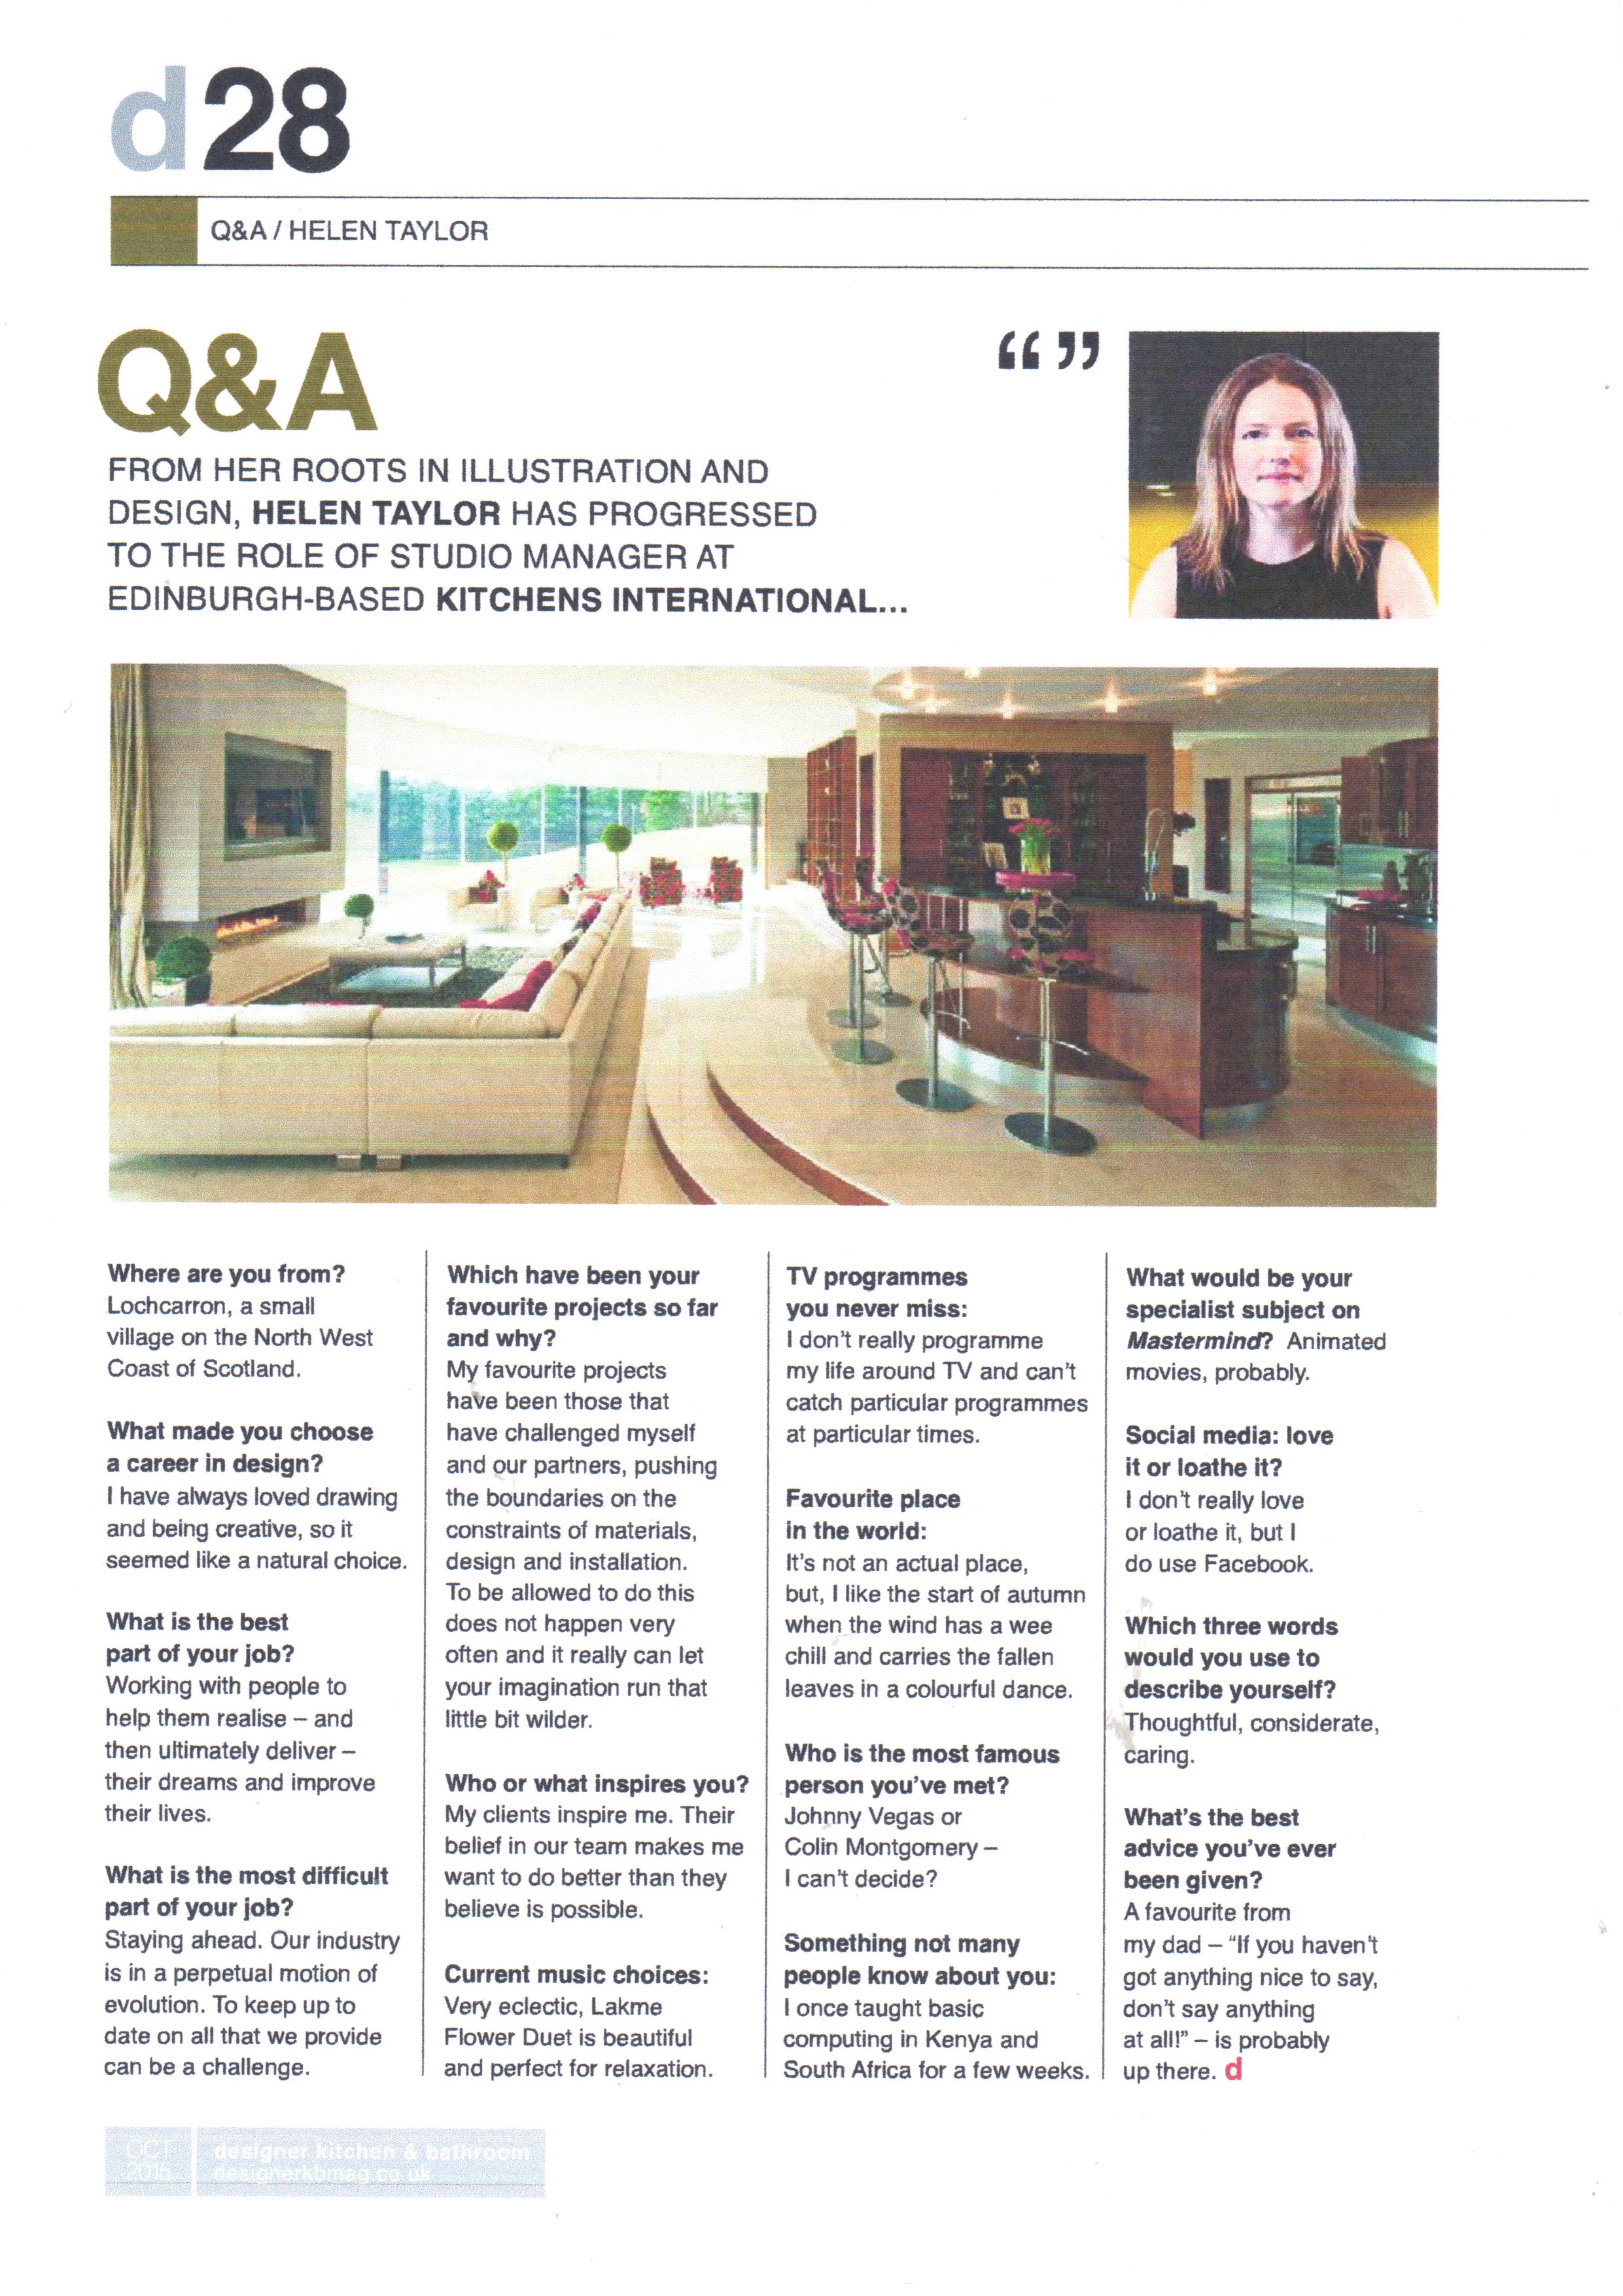 d28
Q&A / HELEN TAYLOR
Q&A
“ ”
FROM HER ROOTS IN ILLUSTRATION AND
DESIGN, HELEN TAYLOR HAS PROGRESSED
TO THE ROLE OF STUDIO MANAGER AT
EDINBURGH-BASED KITCHENS INTERNATIONAL...
Where are you from?
Lochcarron, a small
village on the North West
Coast of Scotland.
What made you choose
a career in design?
I have always loved drawing
and being creative, so it
seemed like a natural choice.
What is the best
part of your job?
Working with people to
help them realise – and
then ultimately deliver –
their dreams and improve
their lives.
What is the most difficult
part of your job?
Staying ahead. Our industry
is in a perpetual motion of
evolution. To keep up to
date on all that we provide
can be a challenge.
Which have been your
favourite projects so far
and why?
My favourite projects
have been those that
have challenged myself
and our partners, pushing
the boundaries on the
constraints of materials,
design and installation.
To be allowed to do this
does not happen very
often and it really can let
your imagination run that
little bit wilder.
Who or what inspires you?
My clients inspire me. Their
belief in our team makes me
want to do better than they
believe is possible.
Current music choices:
Very eclectic, Lakme
Flower Duet is beautiful
and perfect for relaxation.
TV programmes
you never miss:
I don't really programme
my life around TV and can't
catch particular programmes
at particular times.
Favourite place
in the world:
It's not an actual place,
but, I like the start of autumn
when the wind has a wee
chill and carries the fallen
leaves in a colourful dance.
Who is the most famous
person you've met?
Johnny Vegas or
Colin Montgomery –
I can't decide?
Something not many
people know about you:
I once taught basic
computing in Kenya and
South Africa for a few weeks.
What would be your
specialist subject on
Mastermind? Animated
movies, probably.
Social media: love
it or loathe it?
I don't really love
or loathe it, but I
do use Facebook.
Which three words
would you use to
describe yourself?
Thoughtful, considerate,
caring.
What's the best
advice you've ever
been given?
A favourite from
my dad – “If you haven't
got anything nice to say,
don't say anything
at all!” – is probably
up there. d
OCT
2015
designer kitchen & bathroom
designerkbmag.co.uk